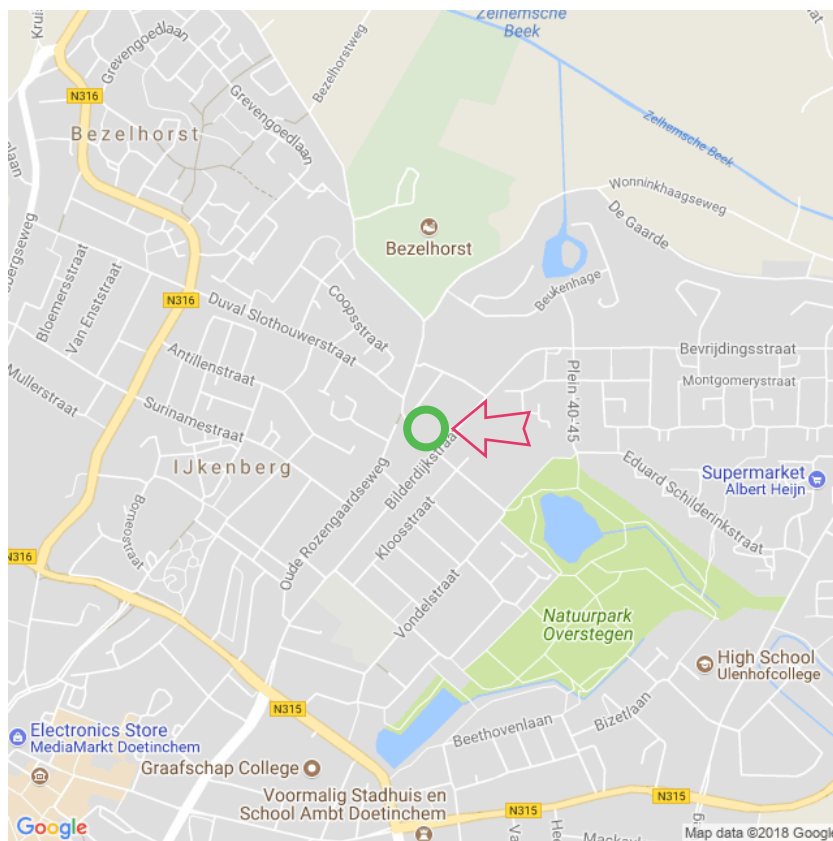 Zelhemsche
Beek
Kruis
Grevengoedlaan
Bezelhorstweg
N316
Grevengoedlaan
Bezelhorst
Zelhemsche Beek
elaan
Wonninkhaagseweg
De Gaarde
Bezelhorst
bergseweg
Bloemersstraat
Van Enststraat
N316
Coopsstraat
Beukenhage
Duval Slothouwerstraat
Antillenstraat
Bevrijdingsstraat
Plein '40-'45
Montgomerystraat
Mullerstraat
Surinamestraat
Bilderdijkstraat
IJkenberg
Eduard Schilderinkstraat
Supermarket
Albert Heijn
Borneostraat
Oude Rozengaardseweg
Kloosstraat
N316
Vondelstraat
Natuurpark
Overstegen
High School
Ulenhofcollege
N315
Electronics Store
MediaMarkt Doetinchem
Beethovenlaan
Bizetlaan
Graafschap College
Voormalig Stadhuis en
School Ambt Doetinchem
N315
N315
Google
Map data ©2018 Google